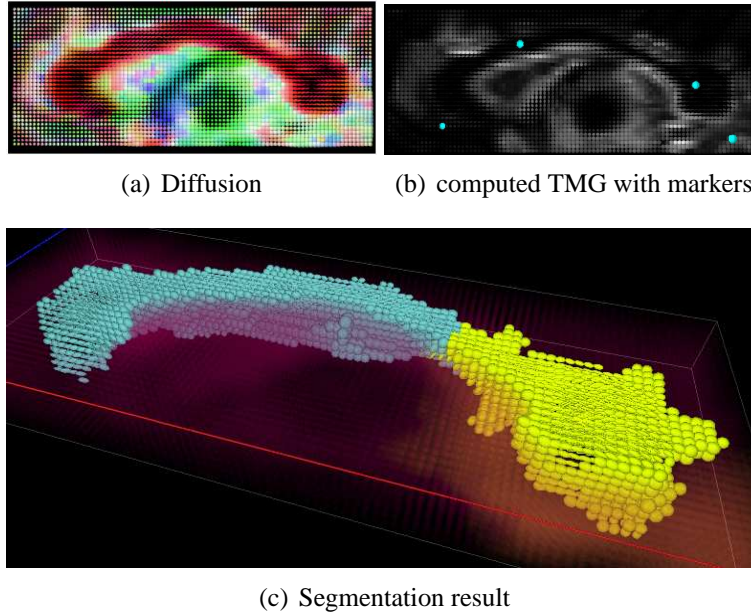 (a) Diffusion
(b) computed TMG with markers
(c) Segmentation result